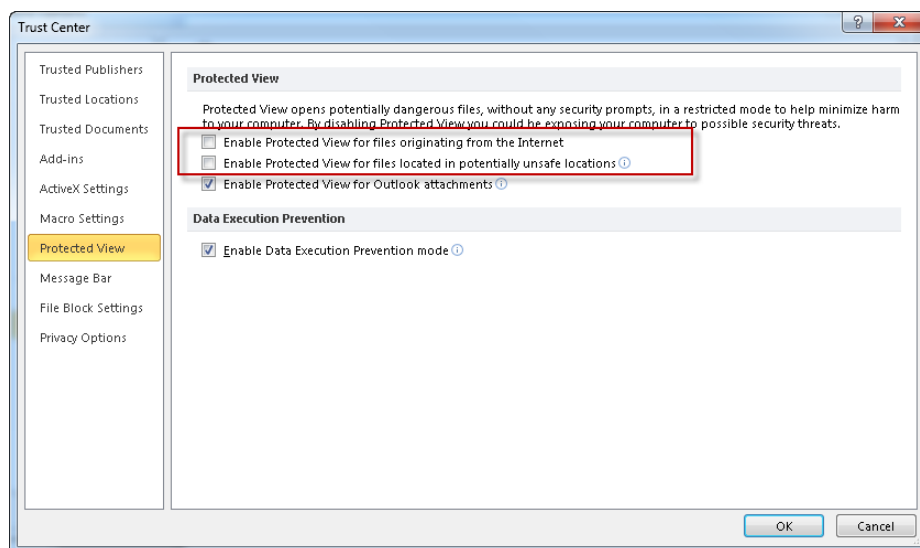 Trust Center
Trusted Publishers
Trusted Locations
Trusted Documents
Add-ins
ActiveX Settings
Macro Settings
Protected View
Message Bar
File Block Settings
Privacy Options
Protected View
Protected View opens potentially dangerous files, without any security prompts, in a restricted mode to help minimize harm
to your computer. By disabling Protected View you could be exposing your computer to possible security threats.
Enable Protected View for files originating from the Internet
Enable Protected View for files located in potentially unsafe locations
Enable Protected View for Outlook attachments
Data Execution Prevention
Enable Data Execution Prevention mode
OK Cancel